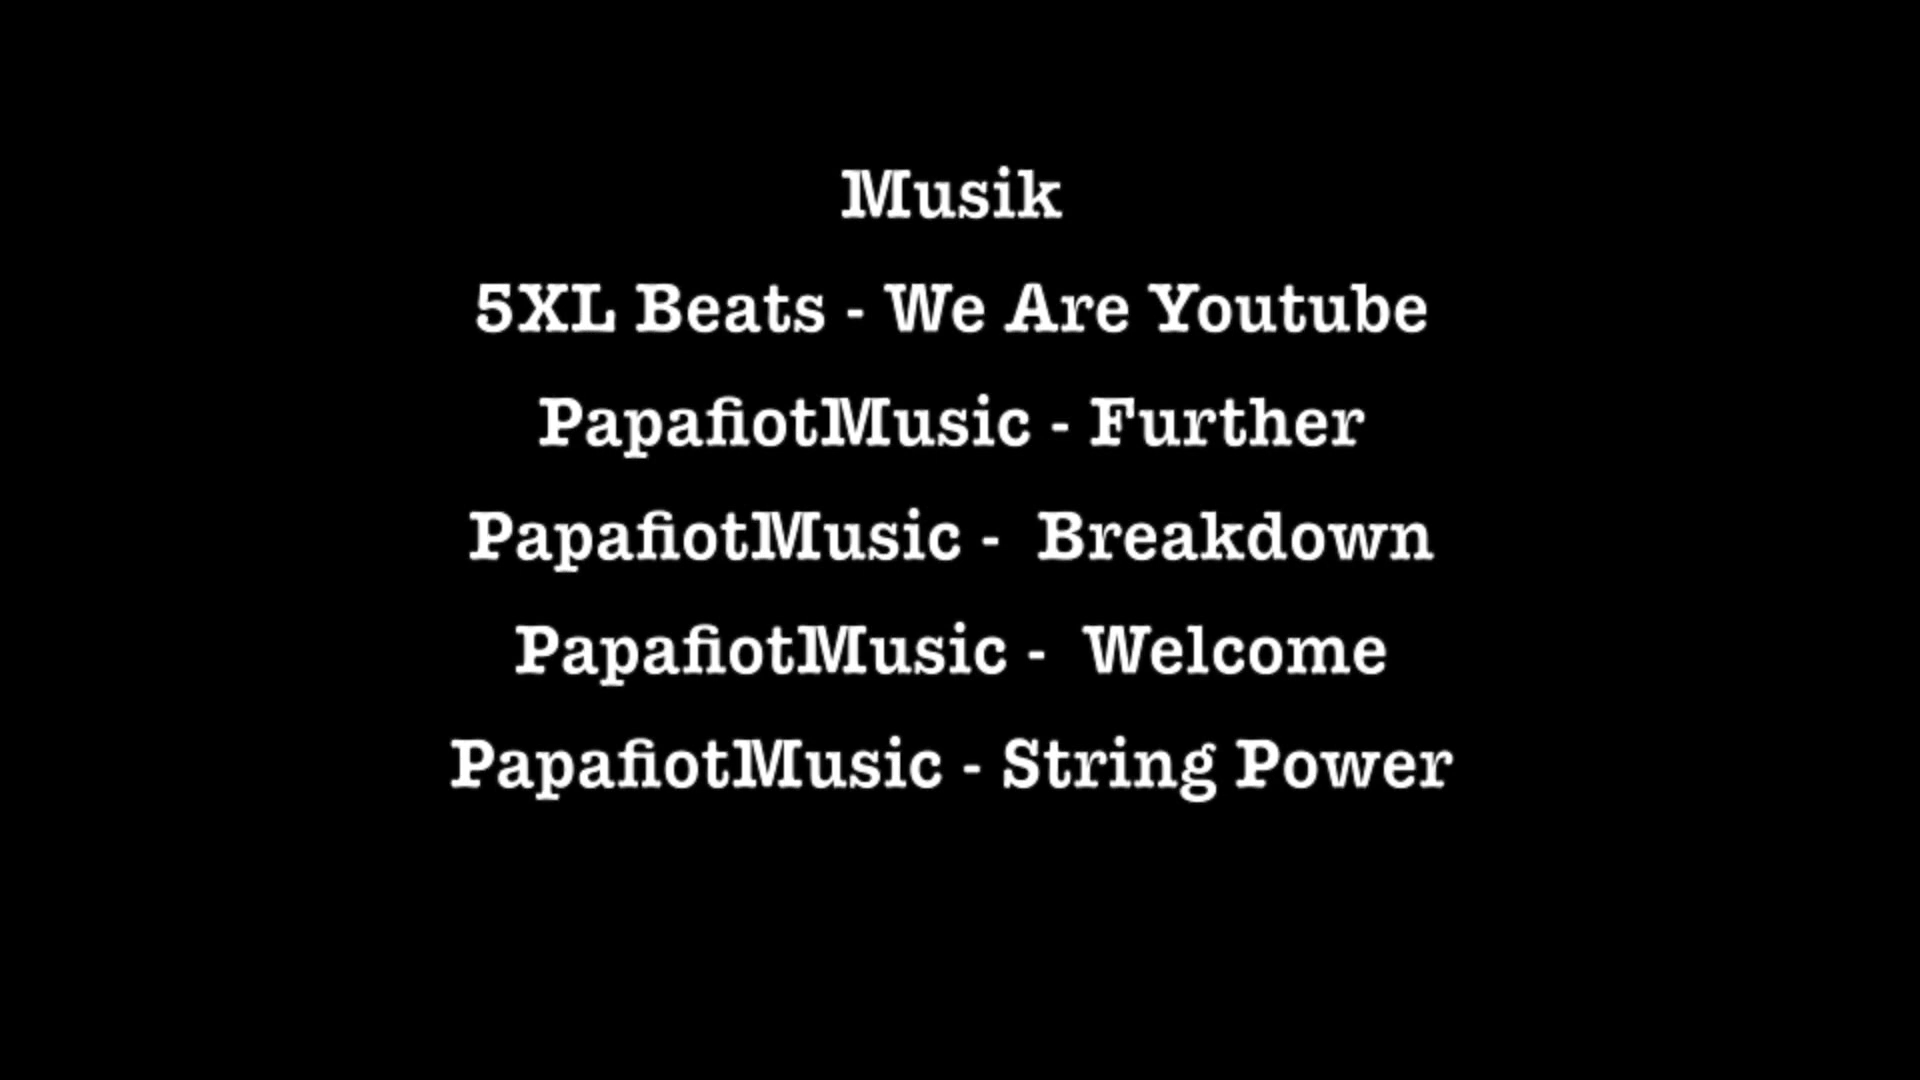 Musik
5XL Beats - We Are Youtube
PapafiotMusic - Further
PapafiotMusic -  Breakdown
PapafiotMusic -  Welcome
PapafiotMusic - String Power